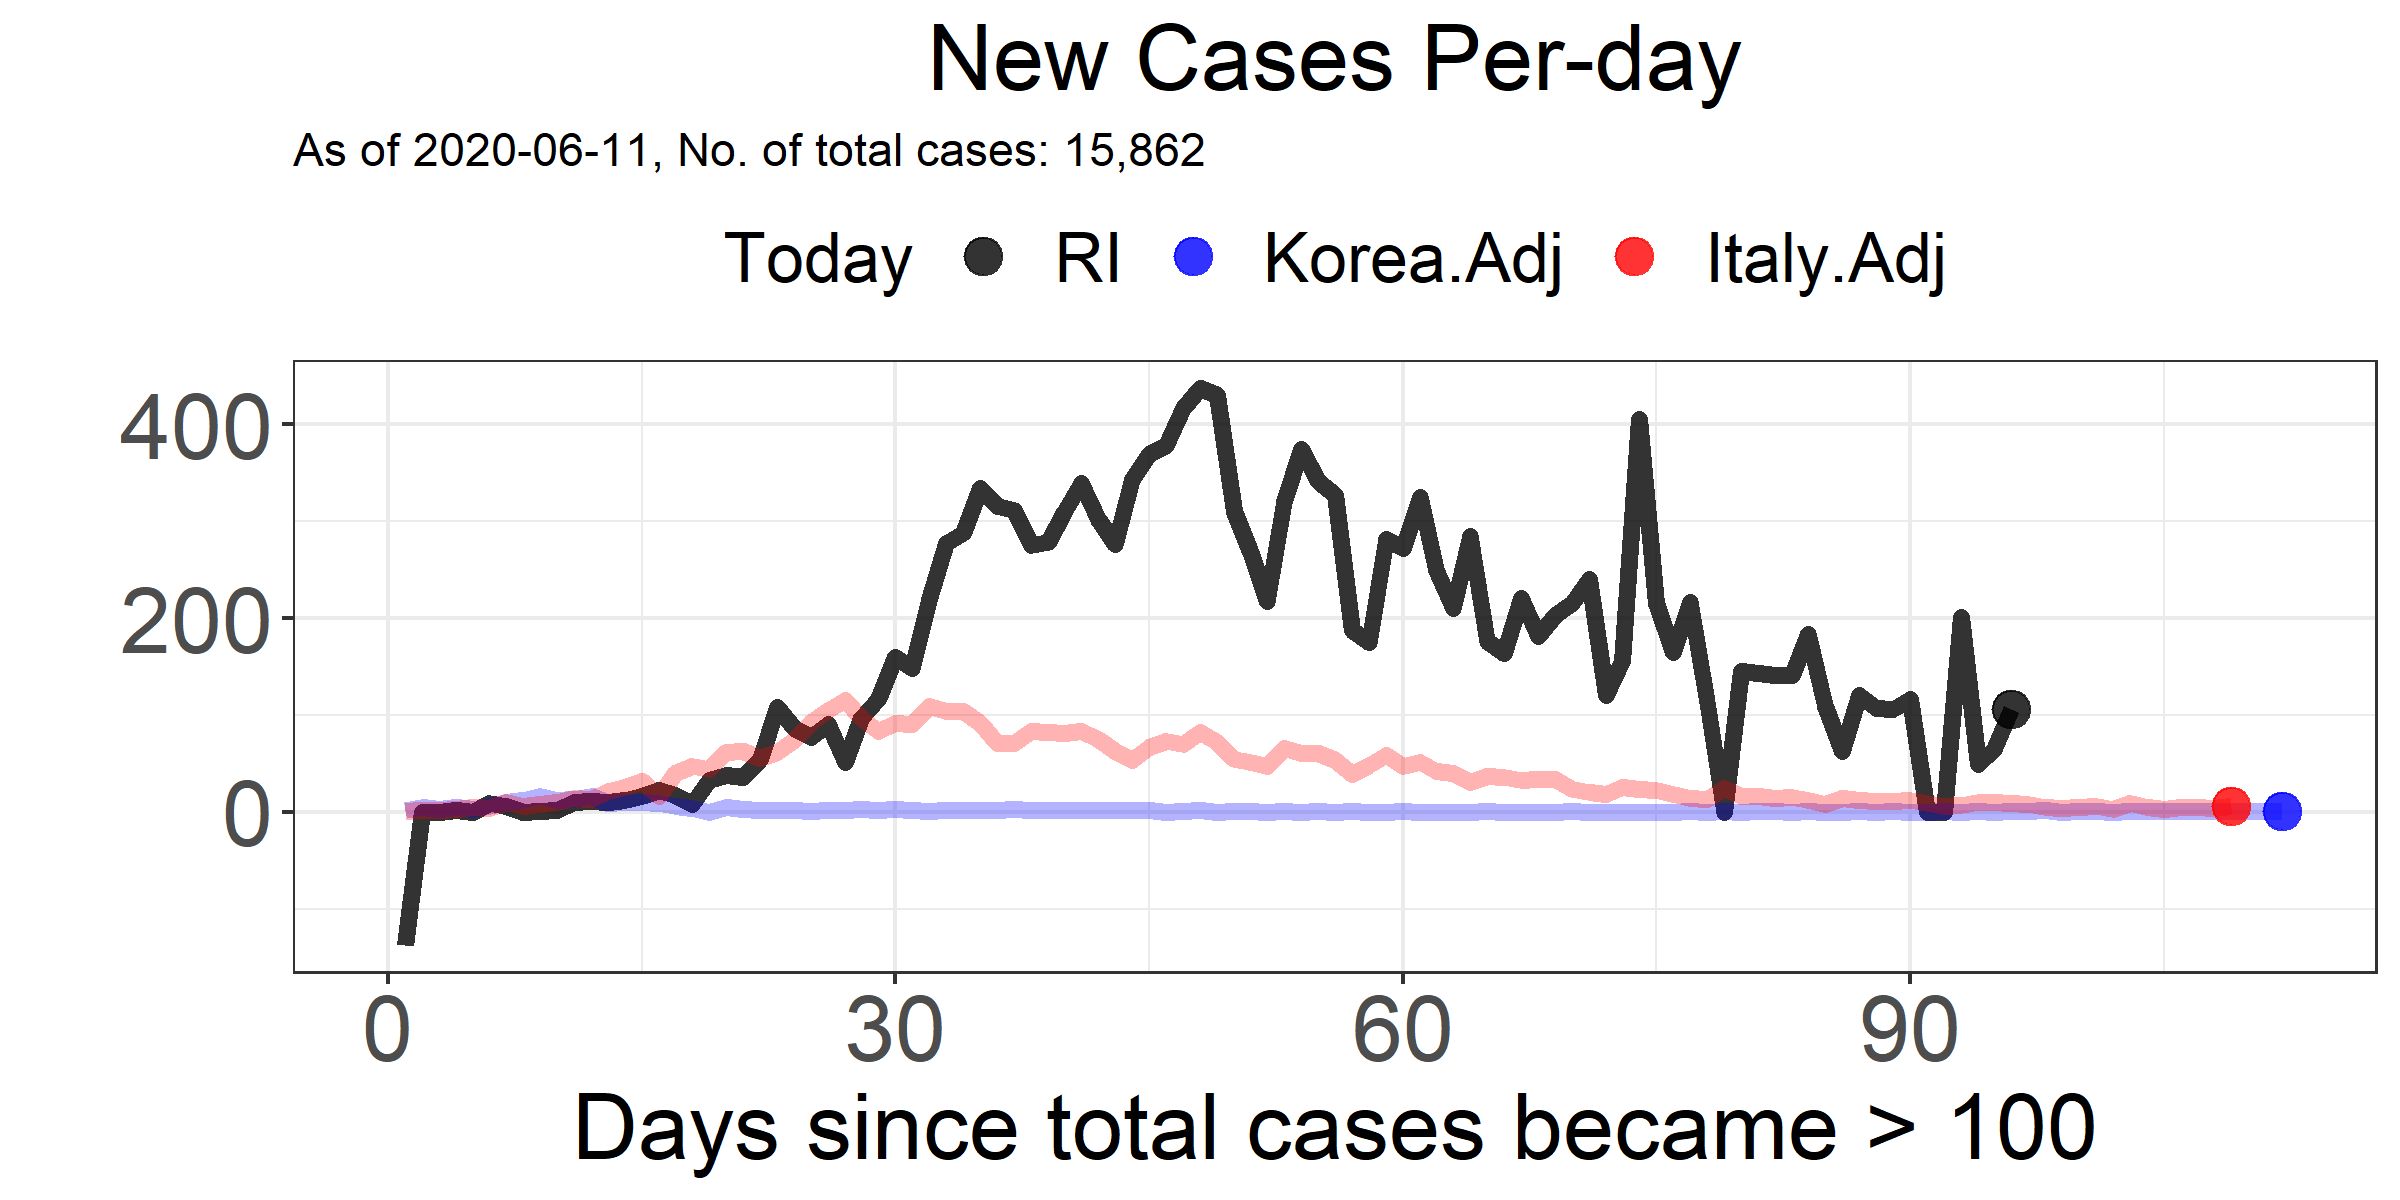 New Cases Per-day
As of 2020-06-11, No. of total cases: 15,862
Today RI Korea.Adj Italy.Adj
400
200
0
0 30 60 90
Days since total cases became > 100